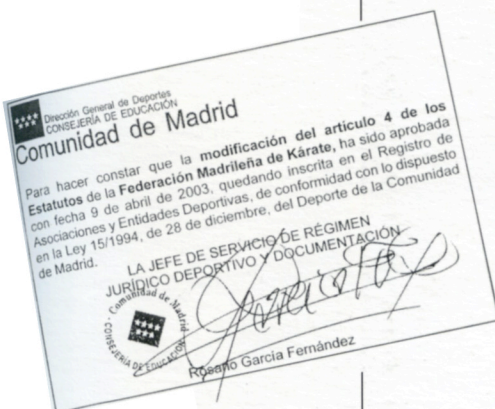 Dirección General de Deportes
CONSEJERÍA DE EDUCACIÓN
Comunidad de Madrid
Para hacer constar que la modificación del artículo 4 de los
Estatutos de la Federación Madrileña de Kárate, ha sido aprobada
con fecha 9 de abril de 2003, quedando inscrita en el Registro de
Asociaciones y Entidades Deportivas, de conformidad con lo dispuesto
en la Ley 15/1994, de 28 de diciembre, del Deporte de la Comunidad
de Madrid.
LA JEFE DE SERVICIO DE RÉGIMEN
JURÍDICO DEPORTIVO Y DOCUMENTACIÓN
Comunidad de Madrid
CONSEJERÍA DE EDUCACIÓN
Rosario García Fernández